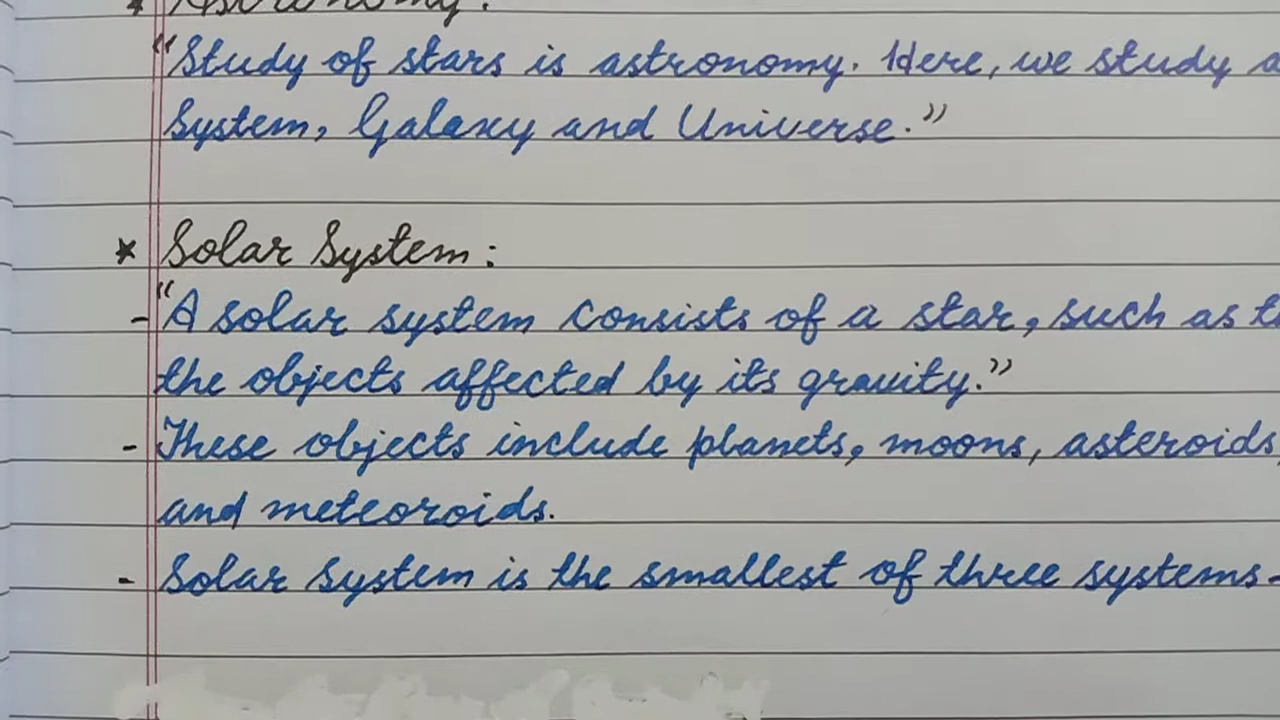 * Astronomy:
"Study of stars is astronomy. Here, we study a
System, Galaxy and Universe."
* Solar System:
- "A solar system consists of a star, such as t
the objects affected by its gravity."
- These objects include planets, moons, asteroids,
and meteoroids.
- Solar System is the smallest of three systems-